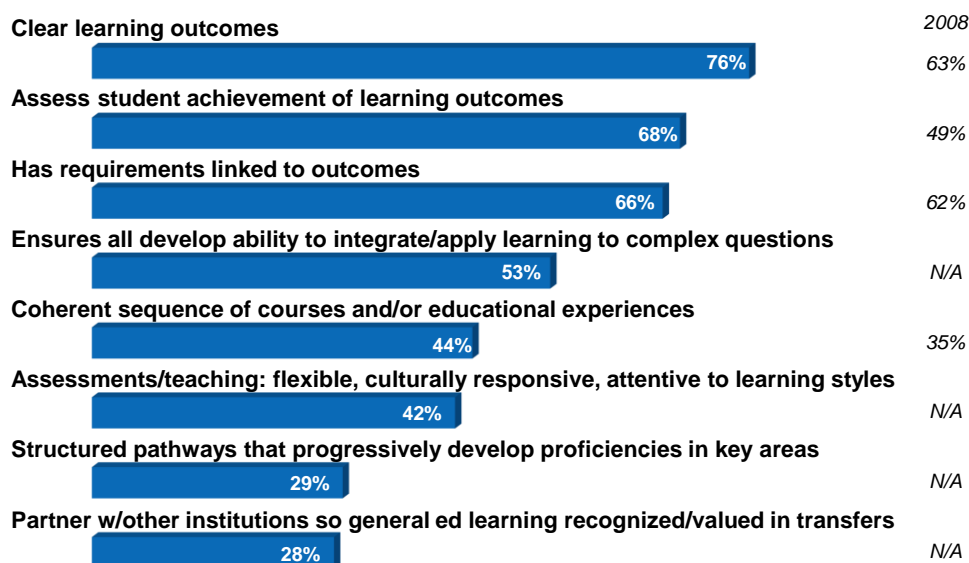 2008
Clear learning outcomes
76% 63%
Assess student achievement of learning outcomes
68% 49%
Has requirements linked to outcomes
66% 62%
Ensures all develop ability to integrate/apply learning to complex questions
53% N/A
Coherent sequence of courses and/or educational experiences
44% 35%
Assessments/teaching: flexible, culturally responsive, attentive to learning styles
42% N/A
Structured pathways that progressively develop proficiencies in key areas
29% N/A
Partner w/other institutions so general ed learning recognized/valued in transfers
28% N/A